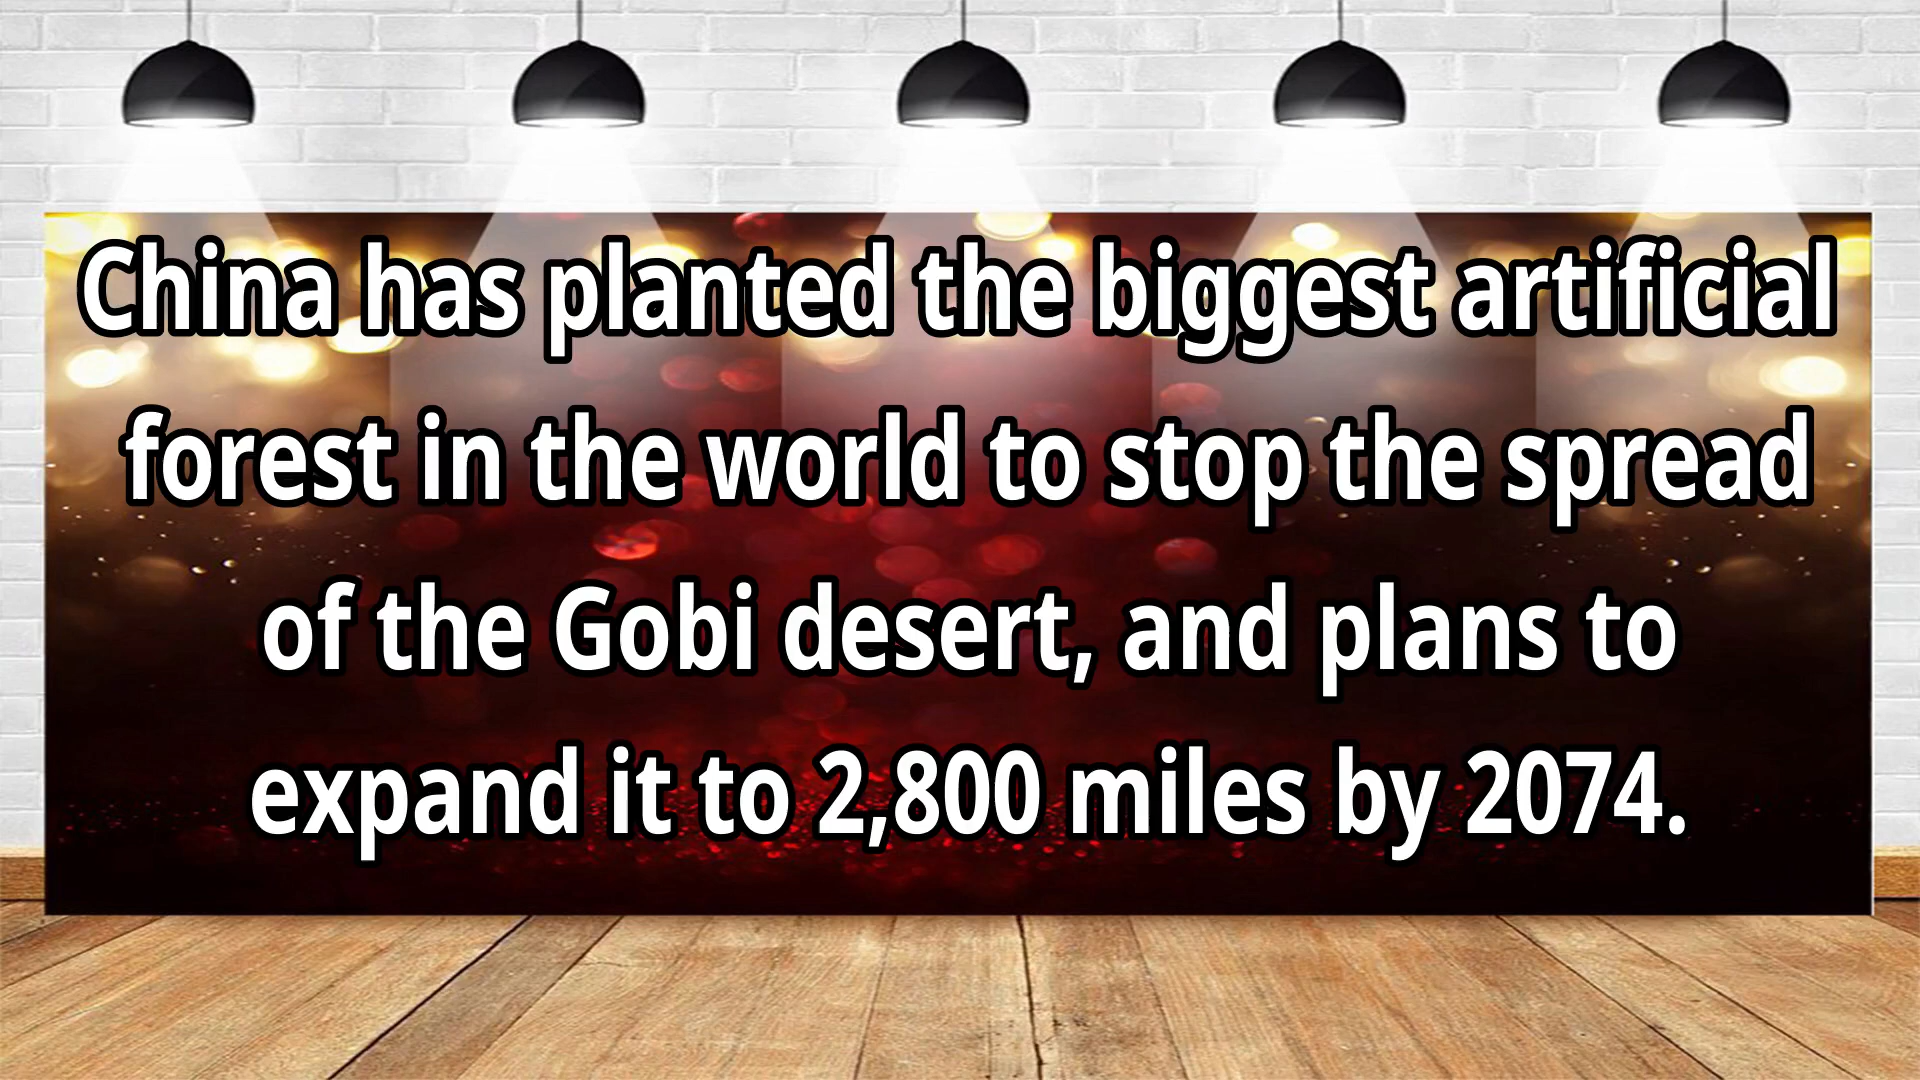 China has planted the biggest artificial
forest in the world to stop the spread
of the Gobi desert, and plans to
expand it to 2,800 miles by 2074.